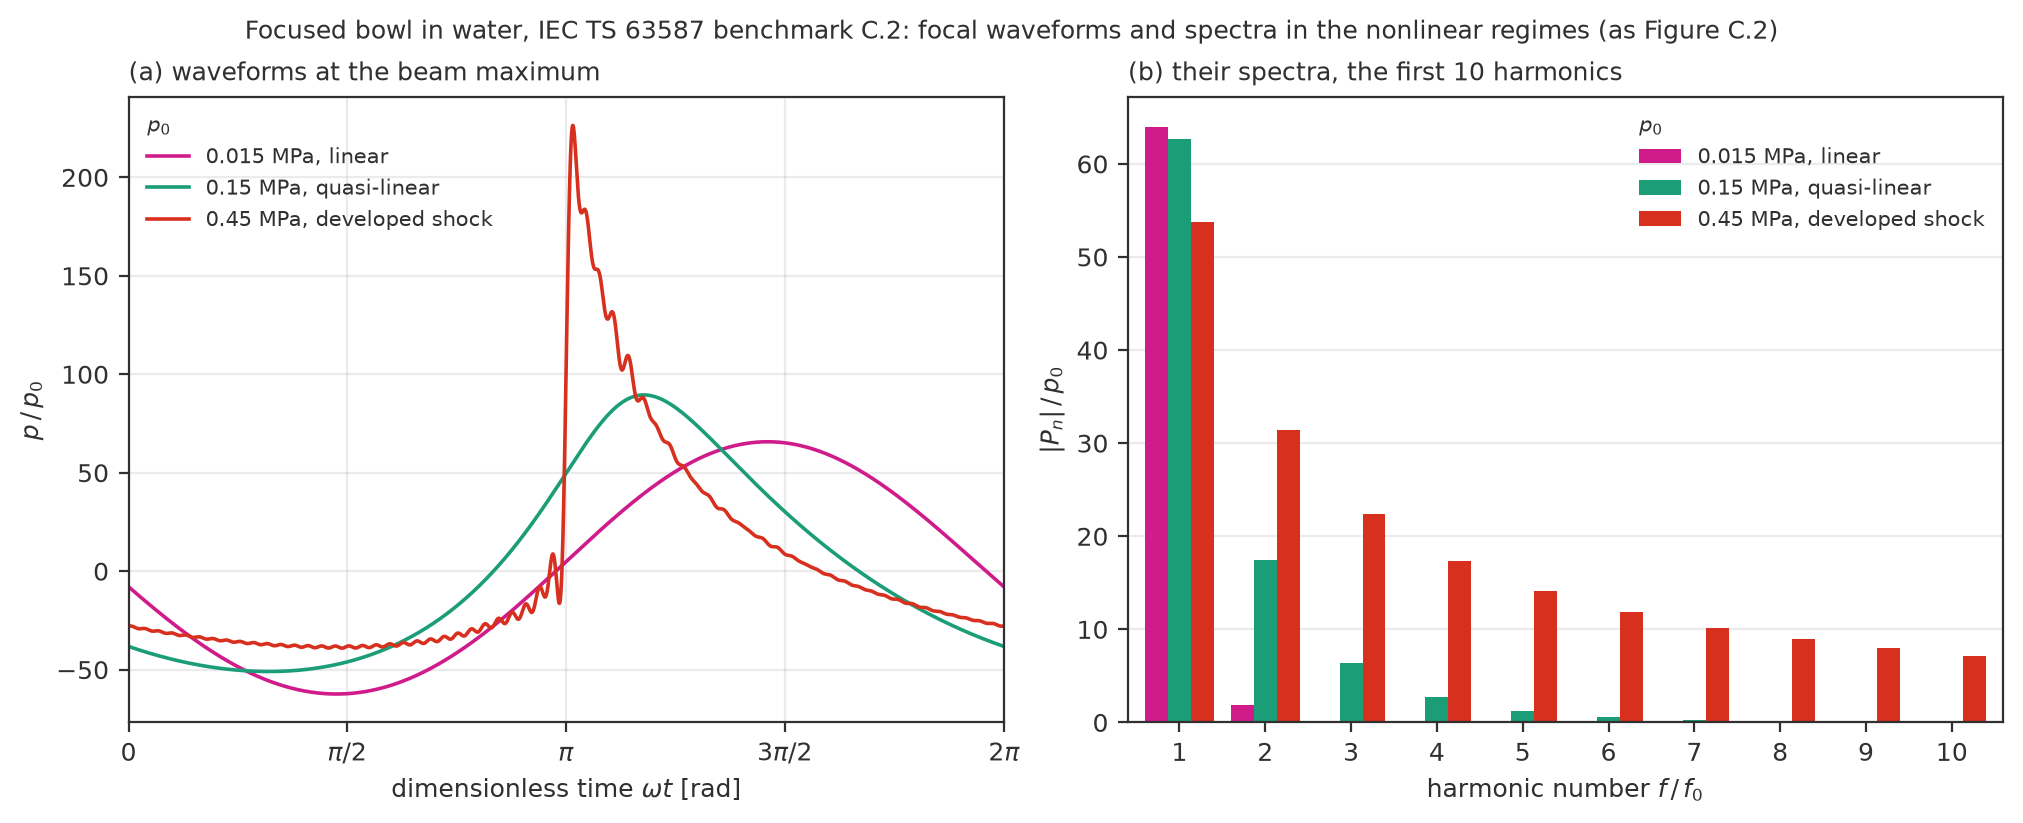 Focused bowl in water, IEC TS 63587 benchmark C.2: focal waveforms and spectra in the nonlinear regimes (as Figure C.2)
(a) waveforms at the beam maximum
p₀
0.015 MPa, linear
0.15 MPa, quasi-linear
0.45 MPa, developed shock
200
150
100
50
0
−50
p / p₀
0 π/2 π 3π/2 2π
dimensionless time ωt [rad]
(b) their spectra, the first 10 harmonics
p₀
0.015 MPa, linear
0.15 MPa, quasi-linear
0.45 MPa, developed shock
60
50
40
30
20
10
0
|Pₙ| / p₀
1 2 3 4 5 6 7 8 9 10
harmonic number f / f₀